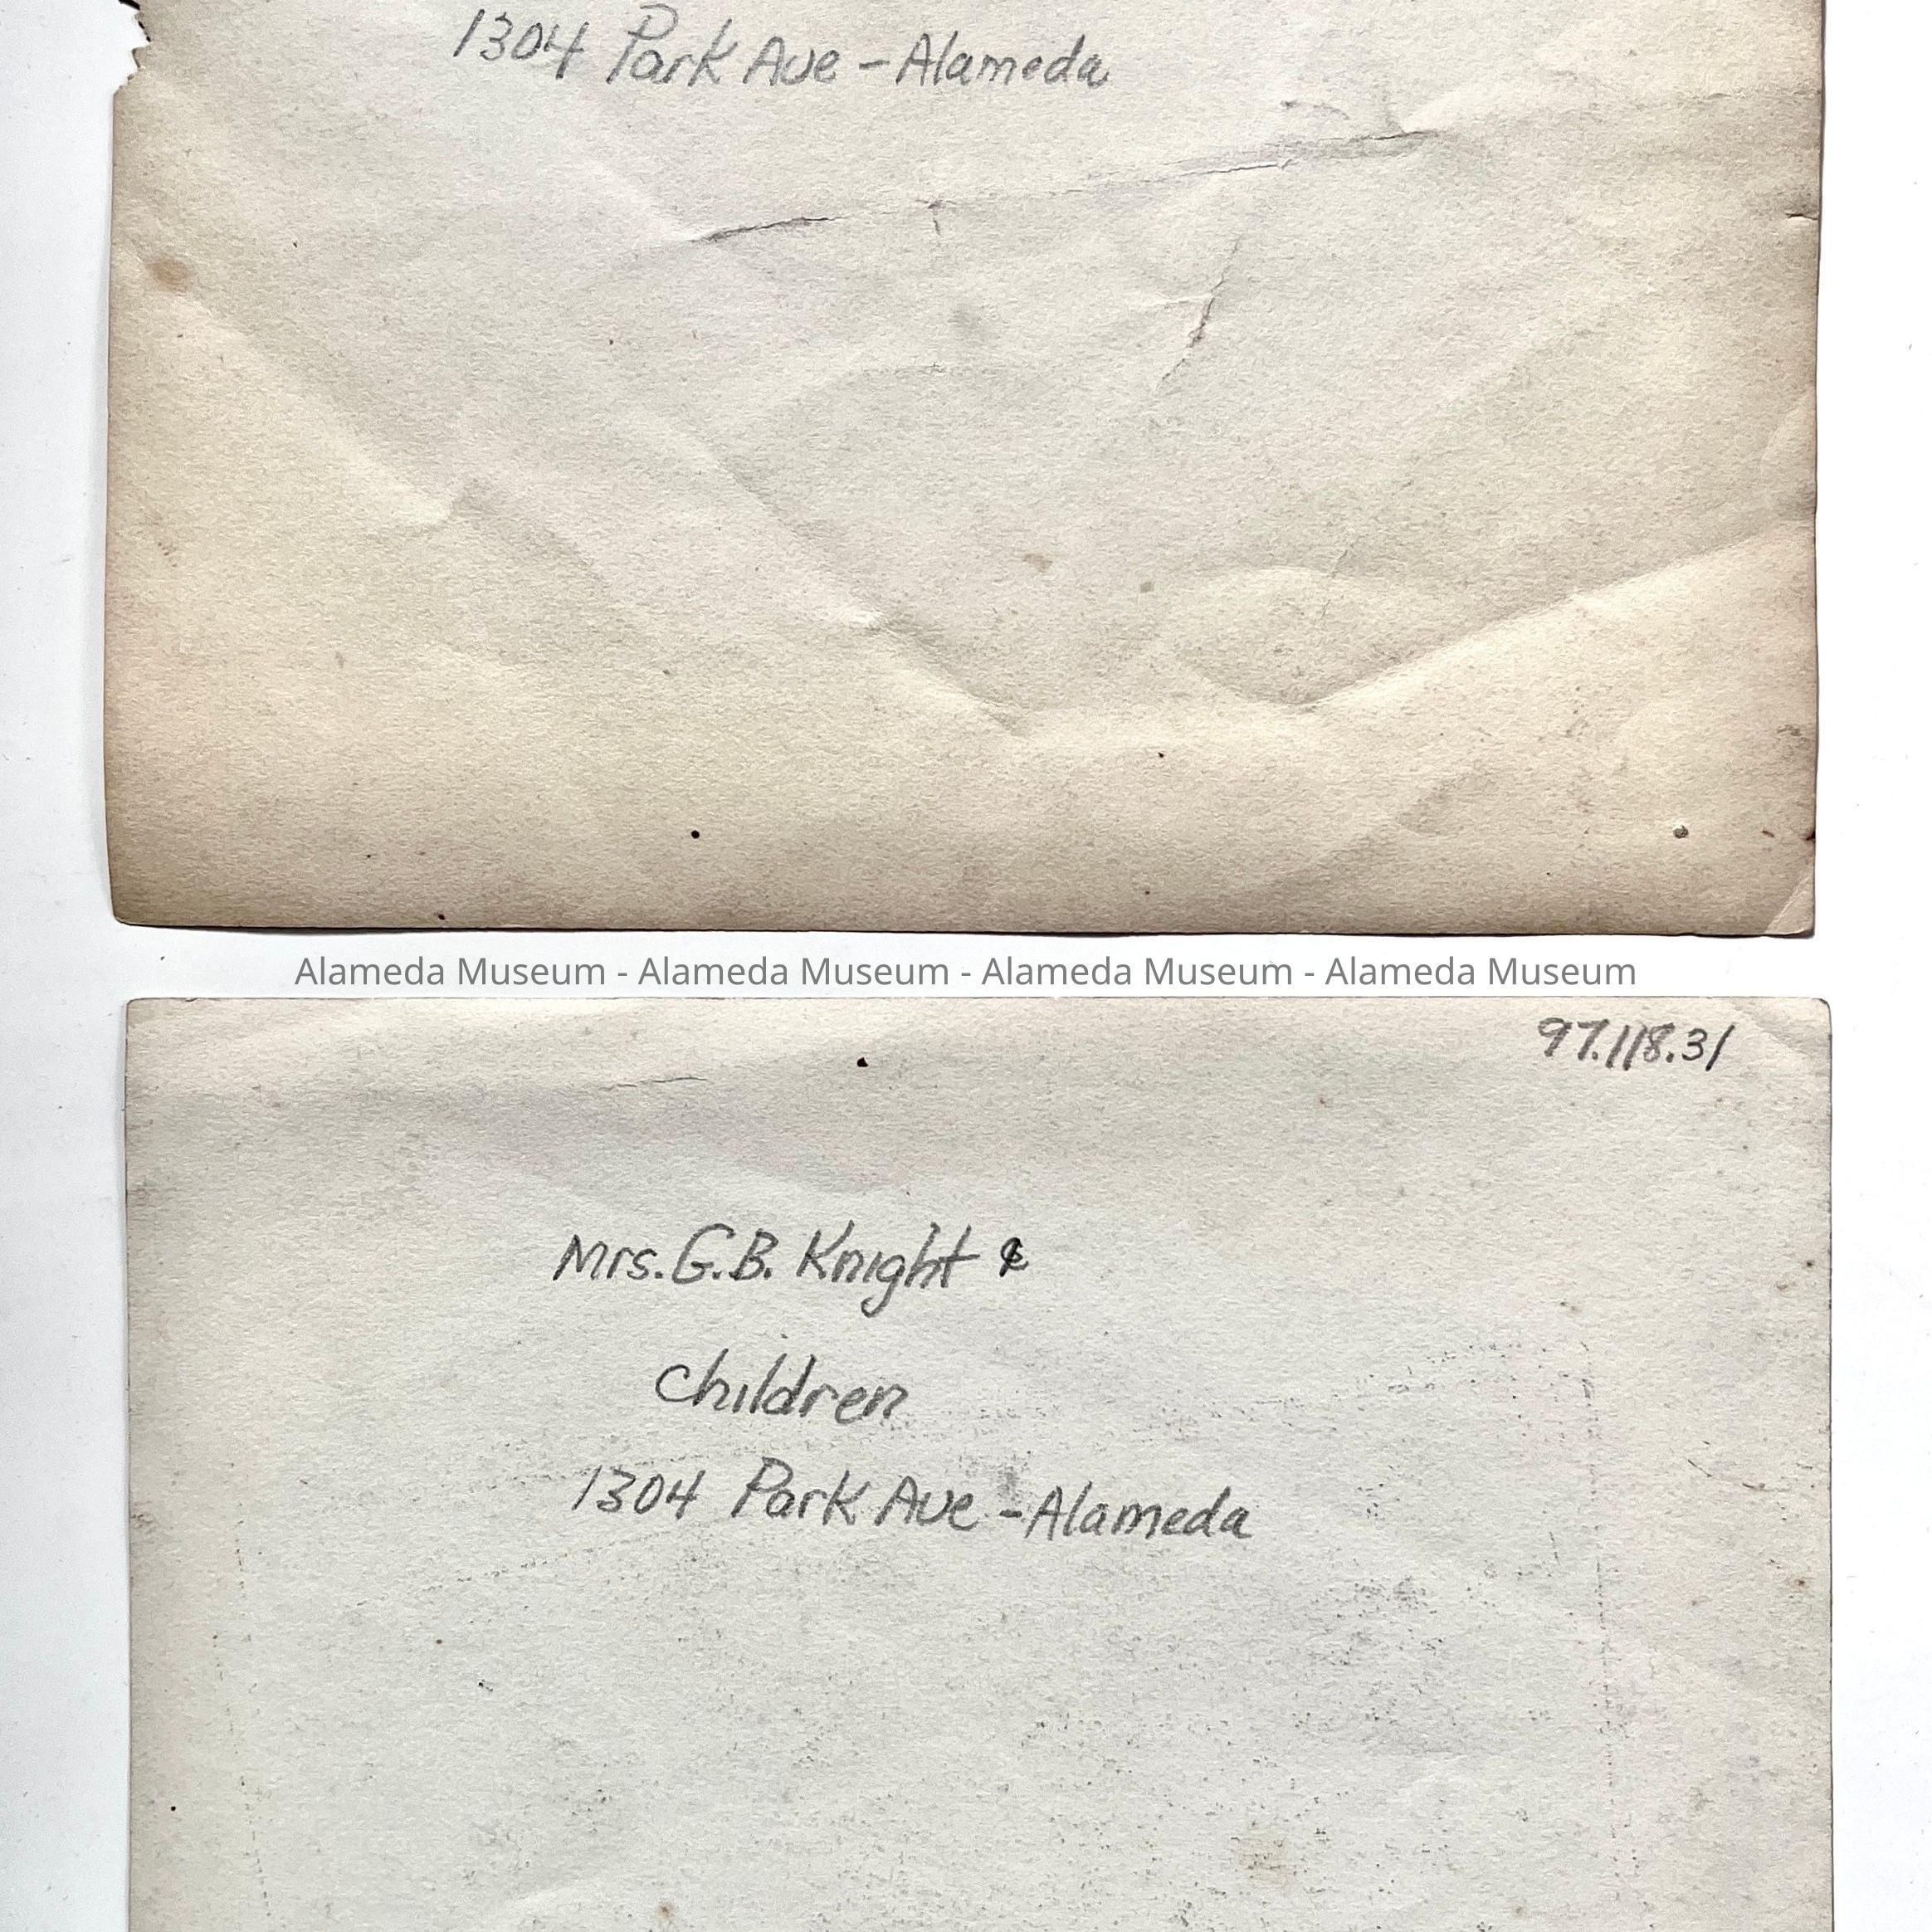 1304 Park Ave - Alameda
Alameda Museum - Alameda Museum - Alameda Museum - Alameda Museum
97.118.31
Mrs. G.B. Knight &
Children
1304 Park Ave - Alameda